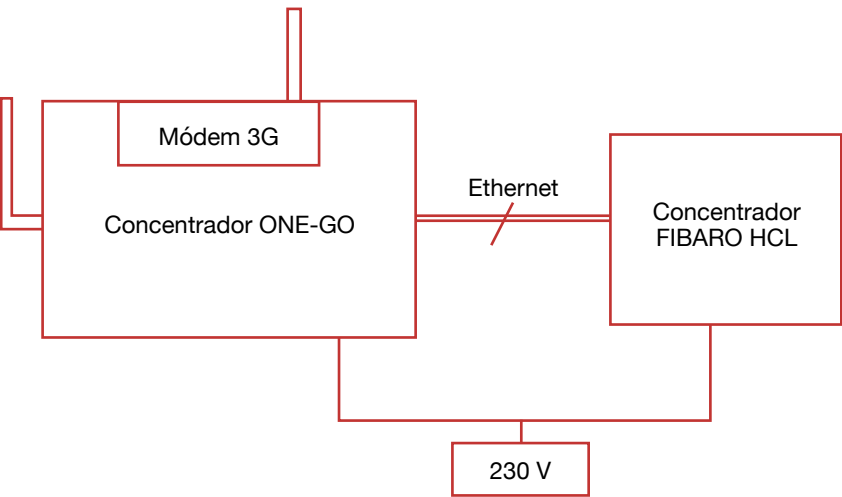 Módem 3G
Ethernet
Concentrador ONE-GO
Concentrador
FIBARO HCL
230 V